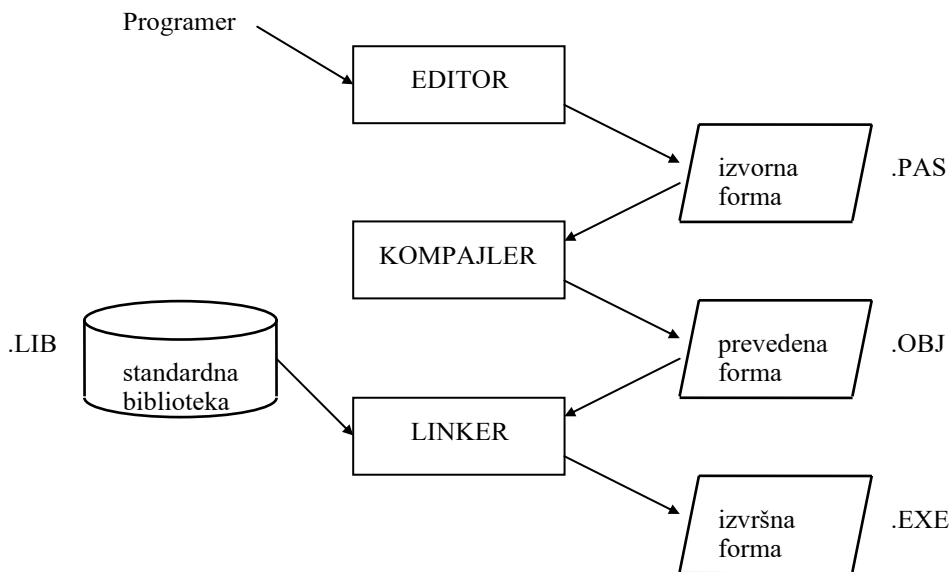 Programer
EDITOR
izvorna
forma
.PAS
KOMPAJLER
.LIB
standardna
biblioteka
prevedena
forma
.OBJ
LINKER
izvršna
forma
.EXE